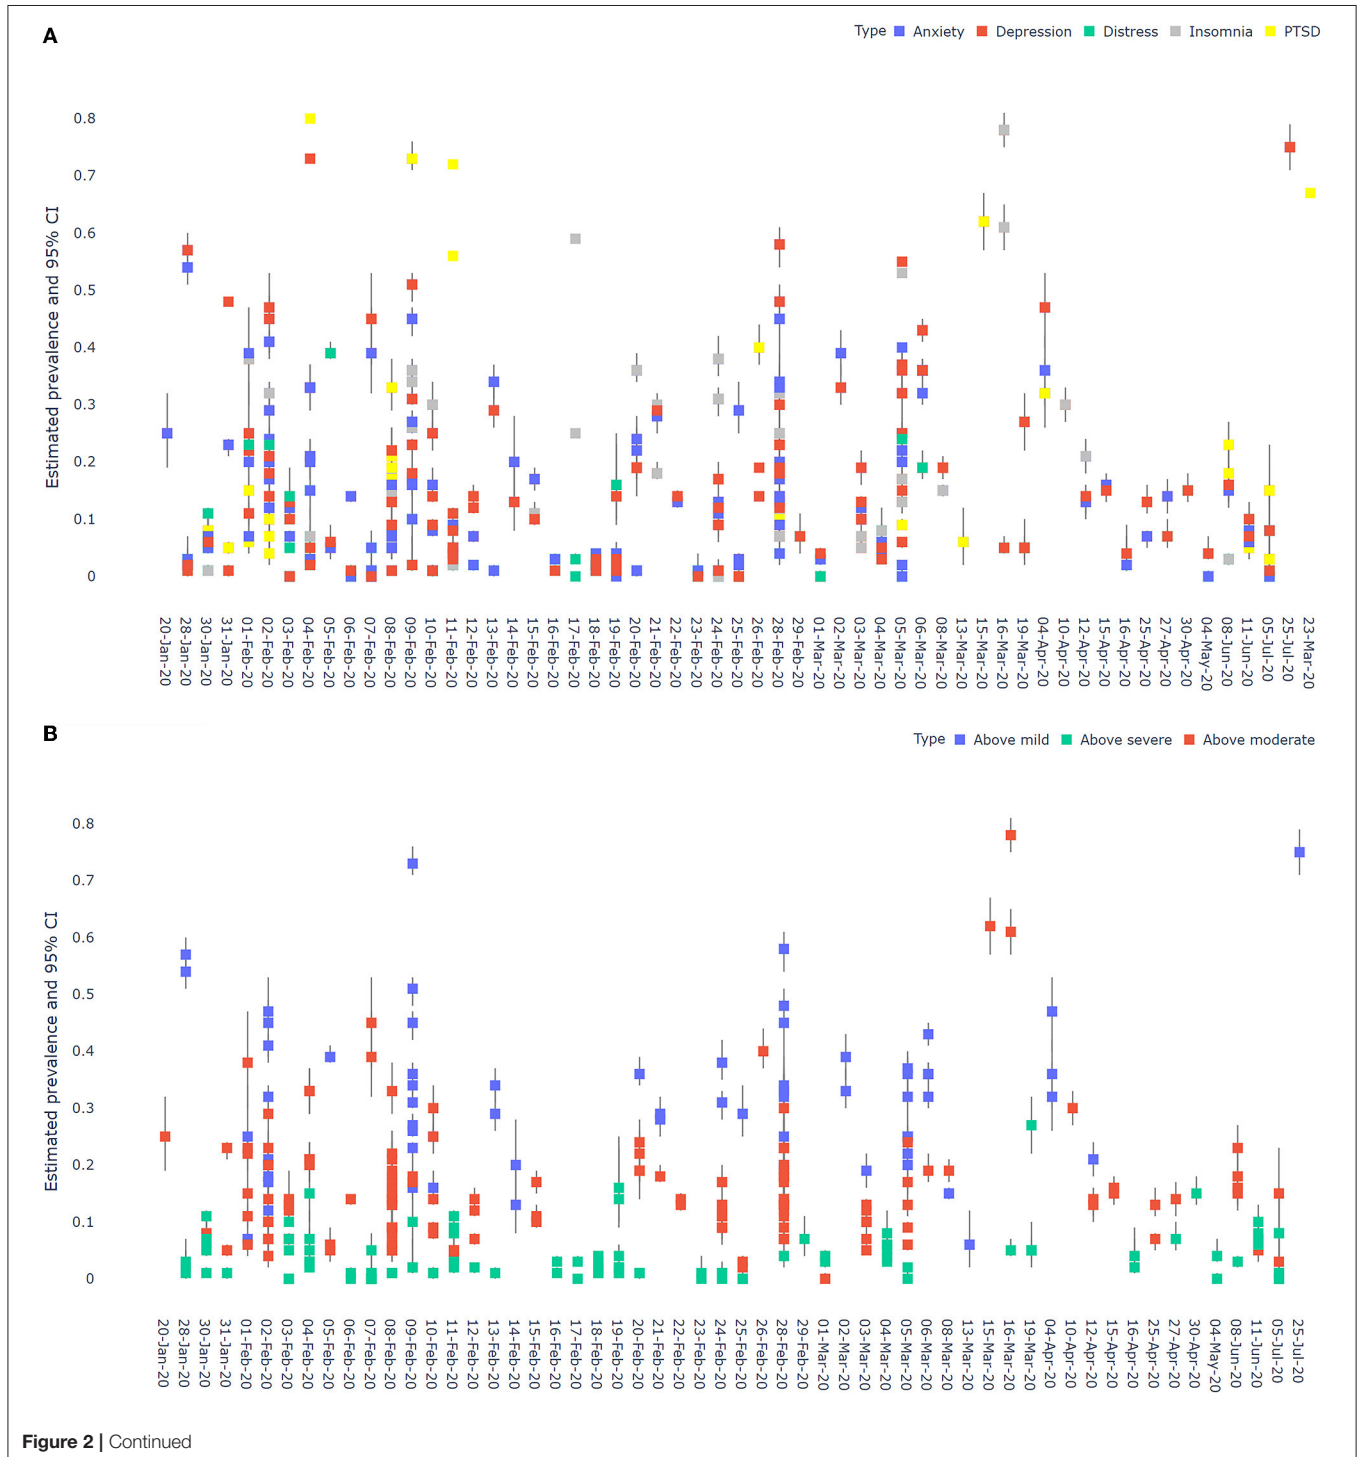 A
Type Anxiety Depression Distress Insomnia PTSD
Estimated prevalence and 95% CI
0.8
0.7
0.6
0.5
0.4
0.3
0.2
0.1
0
20-Jan-20
28-Jan-20
30-Jan-20
31-Jan-20
01-Feb-20
02-Feb-20
03-Feb-20
04-Feb-20
05-Feb-20
06-Feb-20
07-Feb-20
08-Feb-20
09-Feb-20
10-Feb-20
11-Feb-20
12-Feb-20
13-Feb-20
14-Feb-20
15-Feb-20
16-Feb-20
17-Feb-20
18-Feb-20
19-Feb-20
20-Feb-20
21-Feb-20
22-Feb-20
23-Feb-20
24-Feb-20
25-Feb-20
26-Feb-20
28-Feb-20
29-Feb-20
01-Mar-20
02-Mar-20
03-Mar-20
04-Mar-20
05-Mar-20
06-Mar-20
08-Mar-20
13-Mar-20
15-Mar-20
16-Mar-20
19-Mar-20
04-Apr-20
10-Apr-20
12-Apr-20
15-Apr-20
16-Apr-20
25-Apr-20
27-Apr-20
30-Apr-20
04-May-20
08-Jun-20
11-Jun-20
05-Jul-20
25-Jul-20
23-Mar-20
B
Type Above mild Above severe Above moderate
Estimated prevalence and 95% CI
0.8
0.7
0.6
0.5
0.4
0.3
0.2
0.1
0
20-Jan-20
28-Jan-20
30-Jan-20
31-Jan-20
01-Feb-20
02-Feb-20
03-Feb-20
04-Feb-20
05-Feb-20
06-Feb-20
07-Feb-20
08-Feb-20
09-Feb-20
10-Feb-20
11-Feb-20
12-Feb-20
13-Feb-20
14-Feb-20
15-Feb-20
16-Feb-20
17-Feb-20
18-Feb-20
19-Feb-20
20-Feb-20
21-Feb-20
22-Feb-20
23-Feb-20
24-Feb-20
25-Feb-20
26-Feb-20
28-Feb-20
29-Feb-20
01-Mar-20
02-Mar-20
03-Mar-20
04-Mar-20
05-Mar-20
06-Mar-20
08-Mar-20
13-Mar-20
15-Mar-20
16-Mar-20
19-Mar-20
04-Apr-20
10-Apr-20
12-Apr-20
15-Apr-20
16-Apr-20
25-Apr-20
27-Apr-20
30-Apr-20
04-May-20
08-Jun-20
11-Jun-20
05-Jul-20
25-Jul-20
Figure 2 | Continued